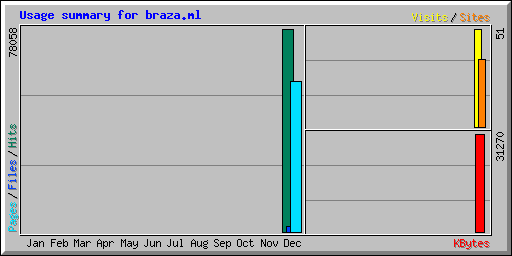 Usage summary for braza.ml
Visits/Sites
78058
51
Pages/Files/Hits
31270
Jan Feb Mar Apr May Jun Jul Aug Sep Oct Nov Dec
KBytes